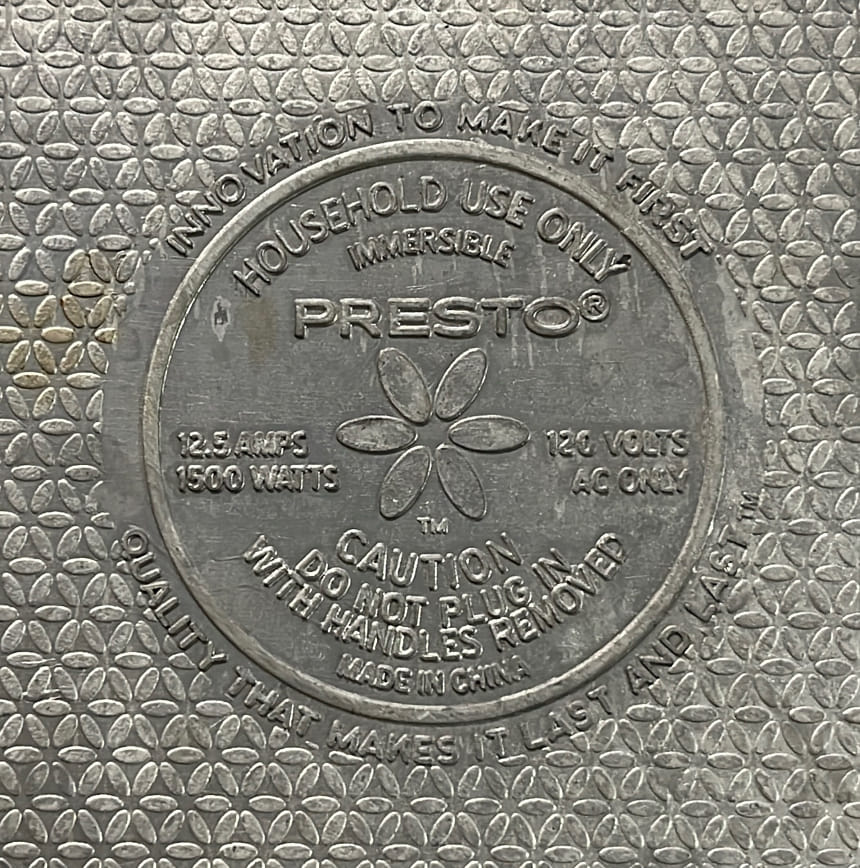 INNOVATION TO MAKE IT FIRST
HOUSEHOLD USE ONLY
IMMERSIBLE
PRESTO®
12.5 AMPS
1500 WATTS
120 VOLTS
AC ONLY
TM
CAUTION
DO NOT PLUG IN
WITH HANDLES REMOVED
MADE IN CHINA
QUALITY THAT MAKES IT LAST AND LAST™